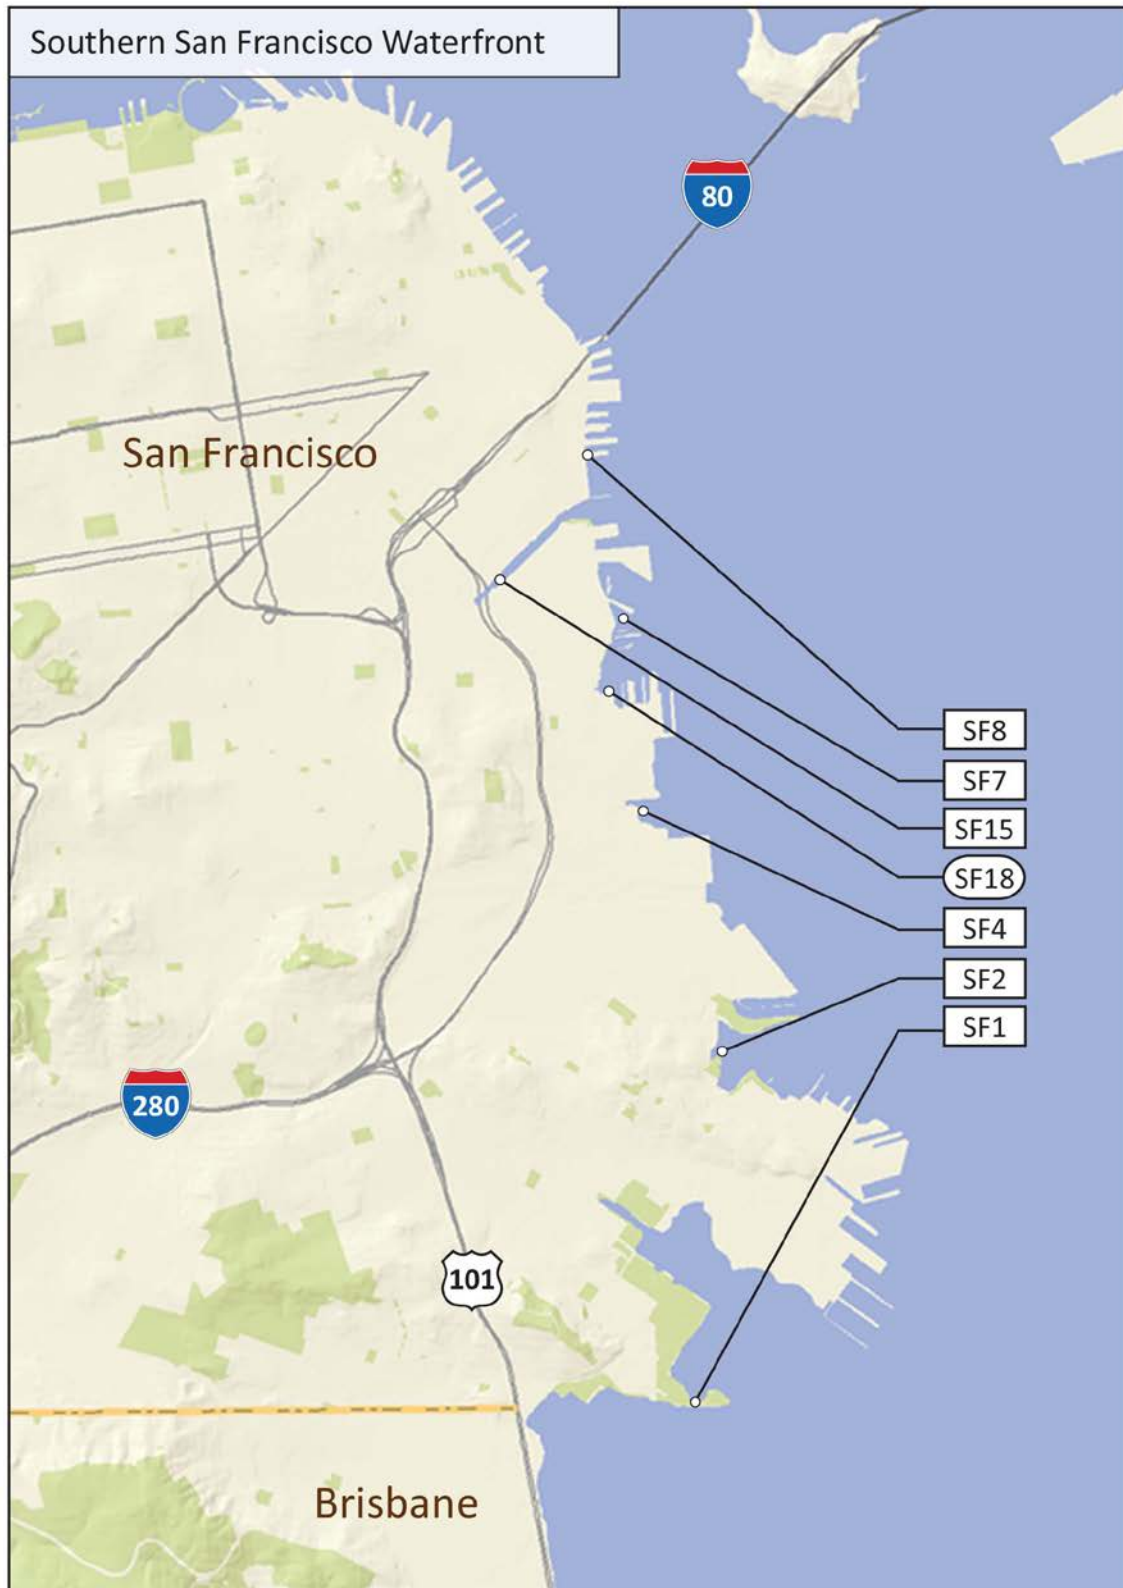 Southern San Francisco Waterfront
80
San Francisco
SF8
SF7
SF15
SF18
SF4
SF2
SF1
280
101
Brisbane